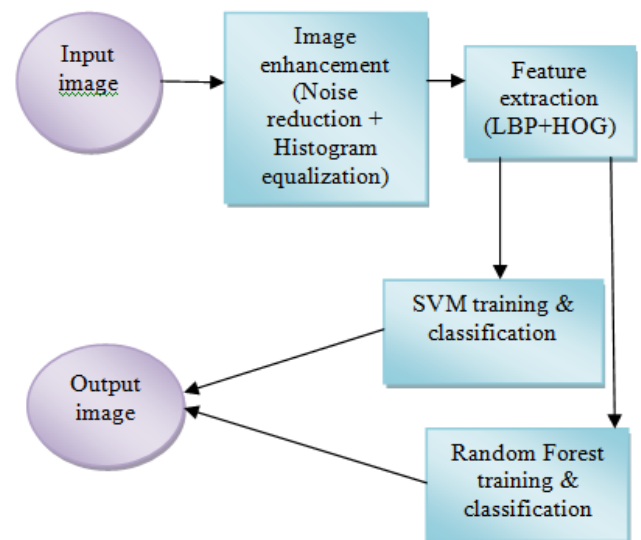 Input
image
Image
enhancement
(Noise
reduction +
Histogram
equalization)
Feature
extraction
(LBP+HOG)
SVM training &
classification
Output
image
Random Forest
training &
classification